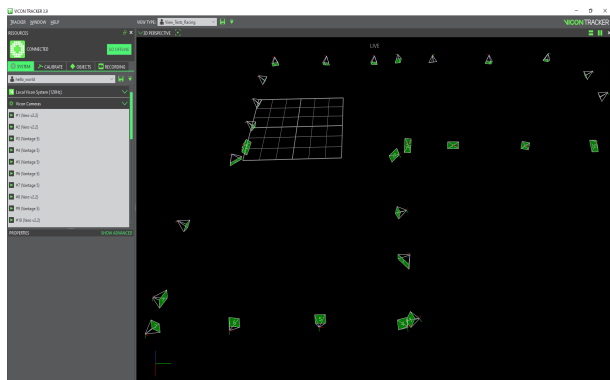 VICON TRACKER 3.8
TRACKER WINDOW HELP
VIEW TYPE:
VICON TRACKER
RESOURCES
3D PERSPECTIVE
LIVE
CONNECTED
GO OFFLINE
SYSTEM
CALIBRATE
OBJECTS
RECORDING
hello_world
Local Vicon System [120Hz]
Vicon Cameras
#1 (Vero v2.2)
#2 (Vero v2.2)
#3 (Vantage 5)
#4 (Vantage 5)
#5 (Vantage 5)
#6 (Vantage 5)
#7 (Vantage 5)
#8 (Vero v2.2)
#9 (Vantage 5)
#10 (Vero v2.2)
PROPERTIES
SHOW ADVANCED